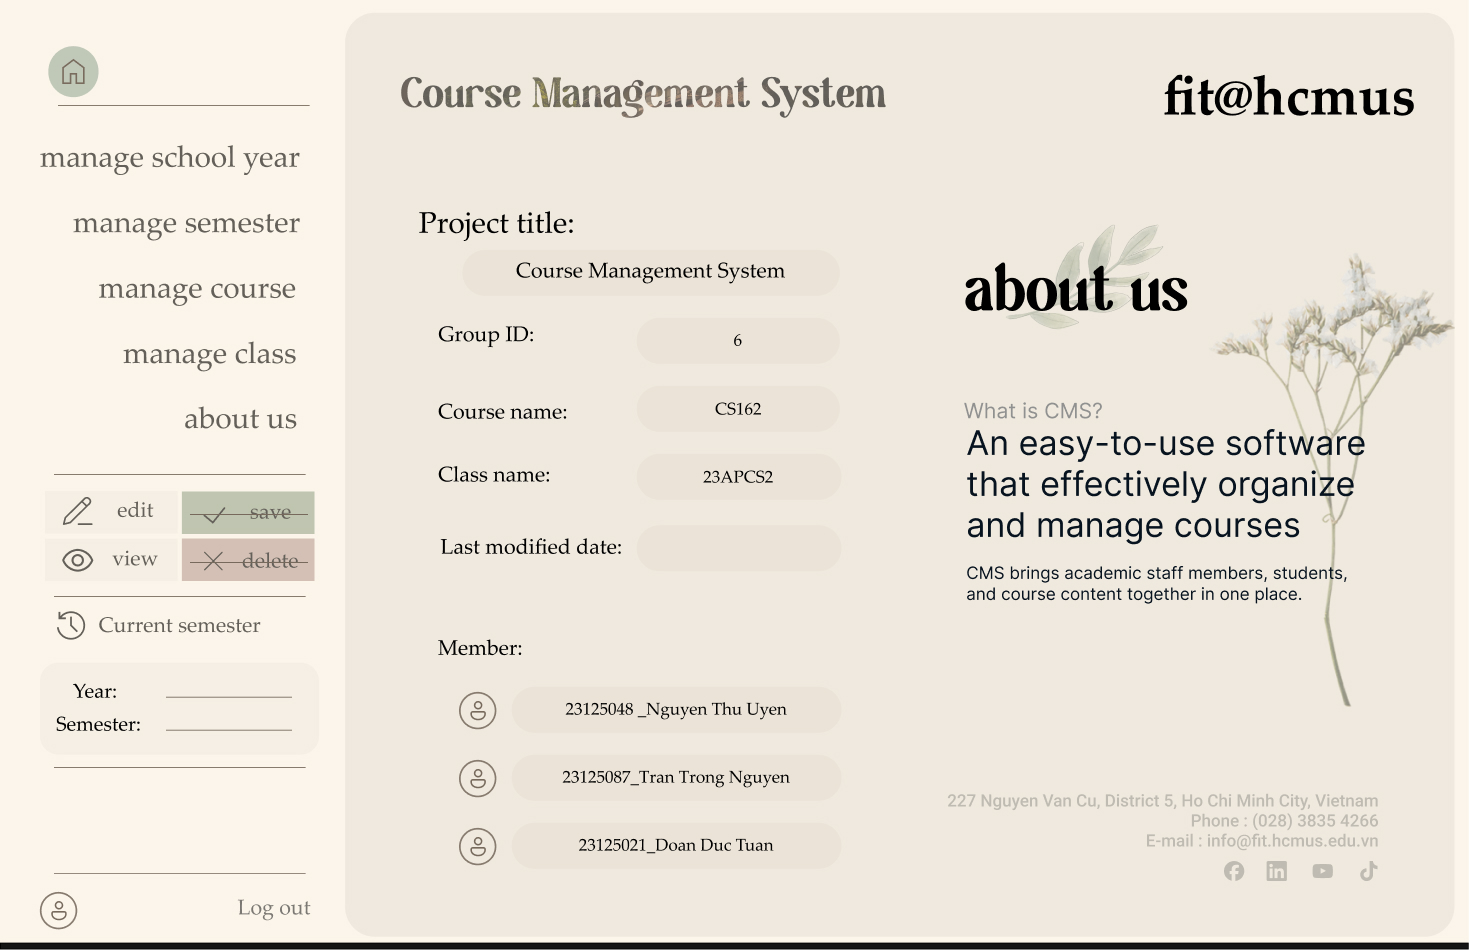 manage school year
manage semester
manage course
manage class
about us
edit
save
view
delete
Current semester
Year:
Semester:
Log out
Course Management System
fit@hcmus
Project title:
Course Management System
Group ID:
6
Course name:
CS162
Class name:
23APCS2
Last modified date:
Member:
23125048 _Nguyen Thu Uyen
23125087_Tran Trong Nguyen
23125021_Doan Duc Tuan
about us
What is CMS?
An easy-to-use software
that effectively organize
and manage courses
CMS brings academic staff members, students,
and course content together in one place.
227 Nguyen Van Cu, District 5, Ho Chi Minh City, Vietnam
Phone : (028) 3835 4266
E-mail : info@fit.hcmus.edu.vn